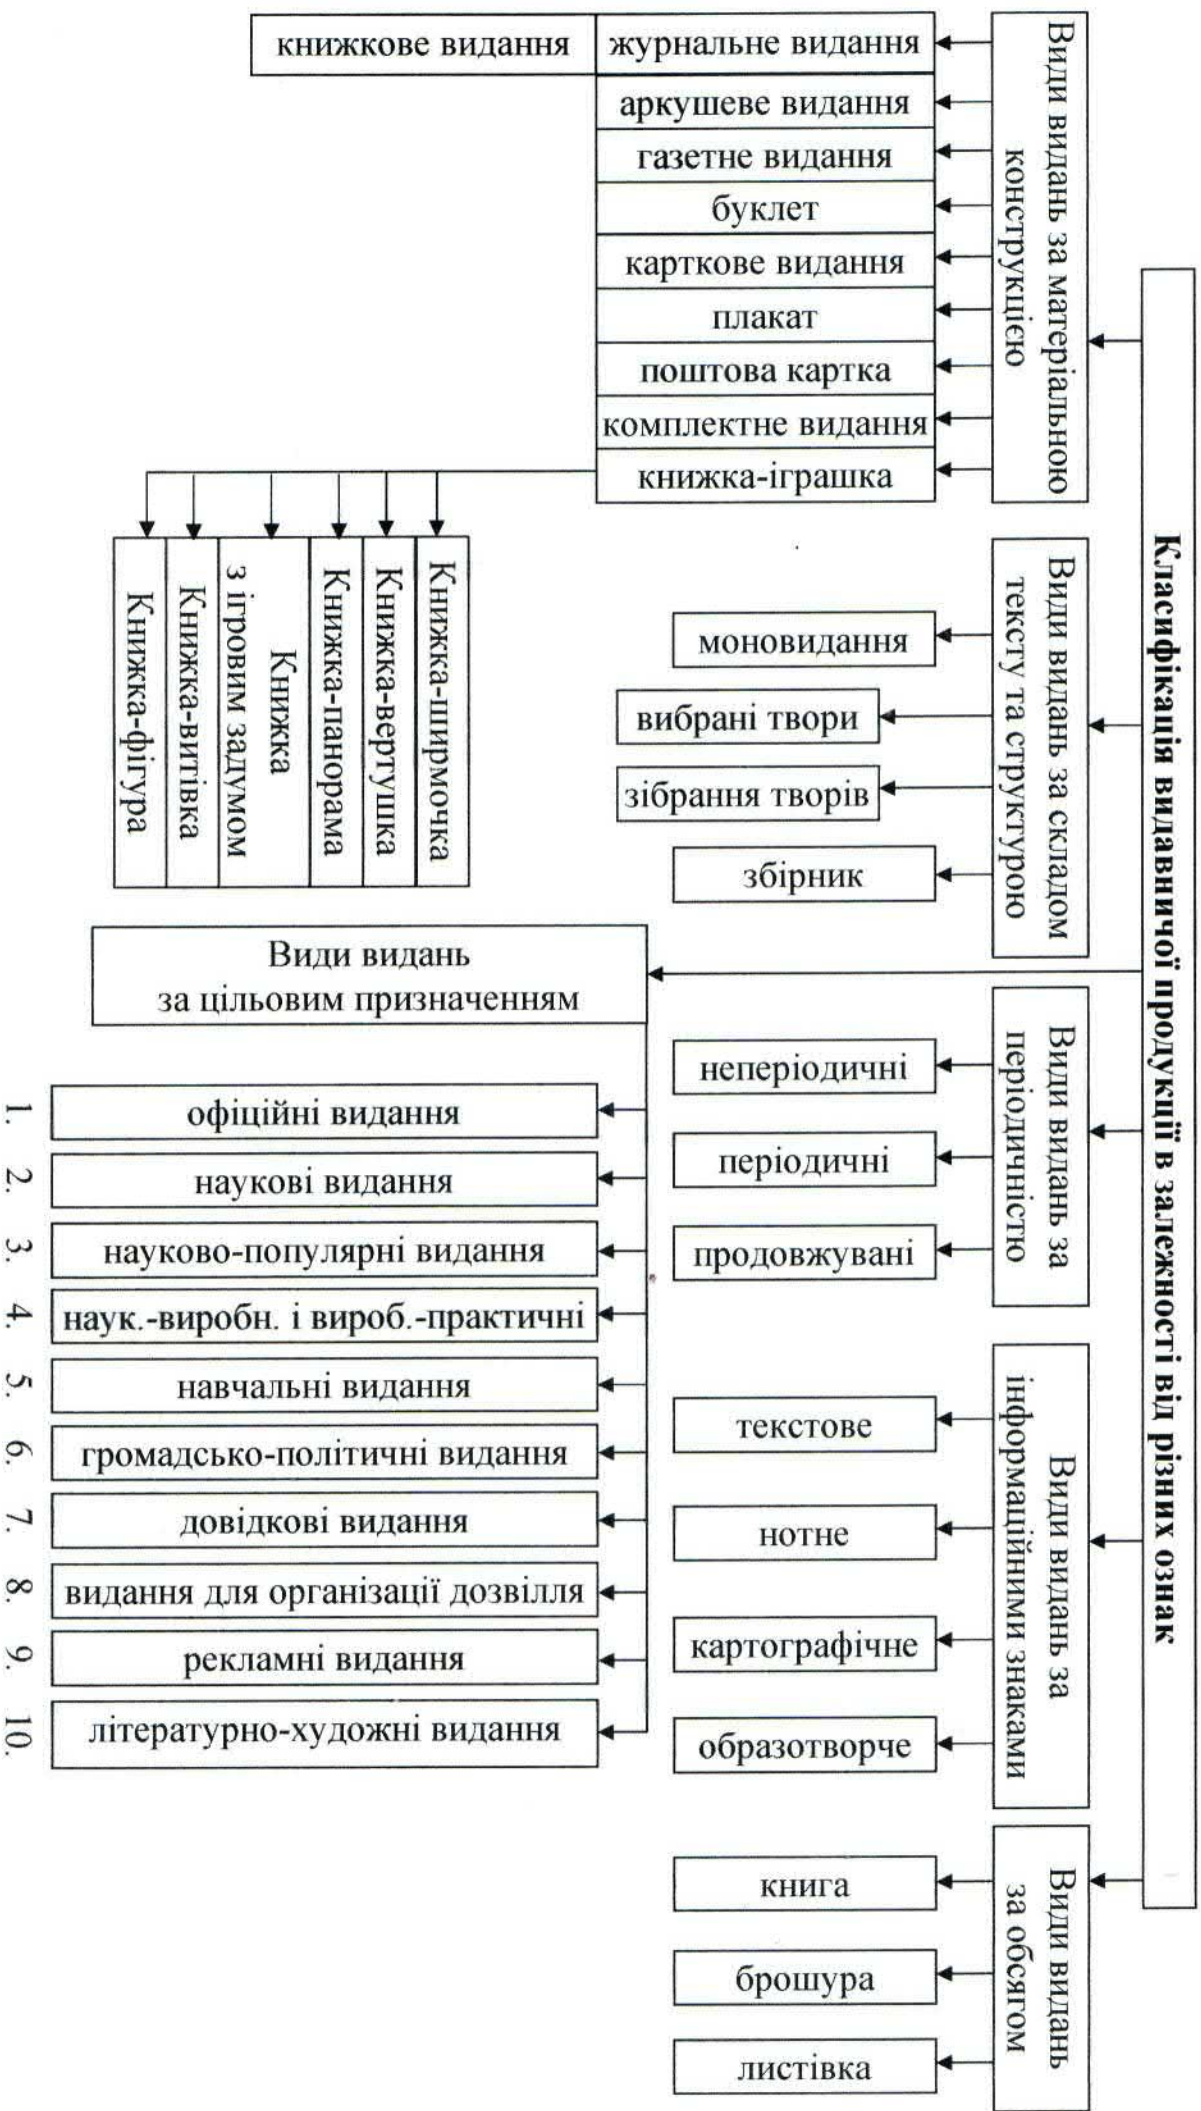 Класифікація видавничої продукції в залежності від різних ознак
Види видань за матеріальною
конструкцією
журнальне видання
книжкове видання
аркушеве видання
газетне видання
буклет
карткове видання
плакат
поштова картка
комплектне видання
книжка-іграшка
Книжка-ширмочка
Книжка-вертушка
Книжка-панорама
Книжка
з ігровим задумом
Книжка-витівка
Книжка-фігура
Види видань за складом
тексту та структурою
моновидання
вибрані твори
зібрання творів
збірник
Види видань за
періодичністю
неперіодичні
періодичні
продовжувані
Види видань за
інформаційними знаками
текстове
нотне
картографічне
образотворче
Види видань
за обсягом
книга
брошура
листівка
Види видань
за цільовим призначенням
1. офіційні видання
2. наукові видання
3. науково-популярні видання
4. наук.-виробн. і вироб.-практичні
5. навчальні видання
6. громадсько-політичні видання
7. довідкові видання
8. видання для організації дозвілля
9. рекламні видання
10. літературно-художні видання